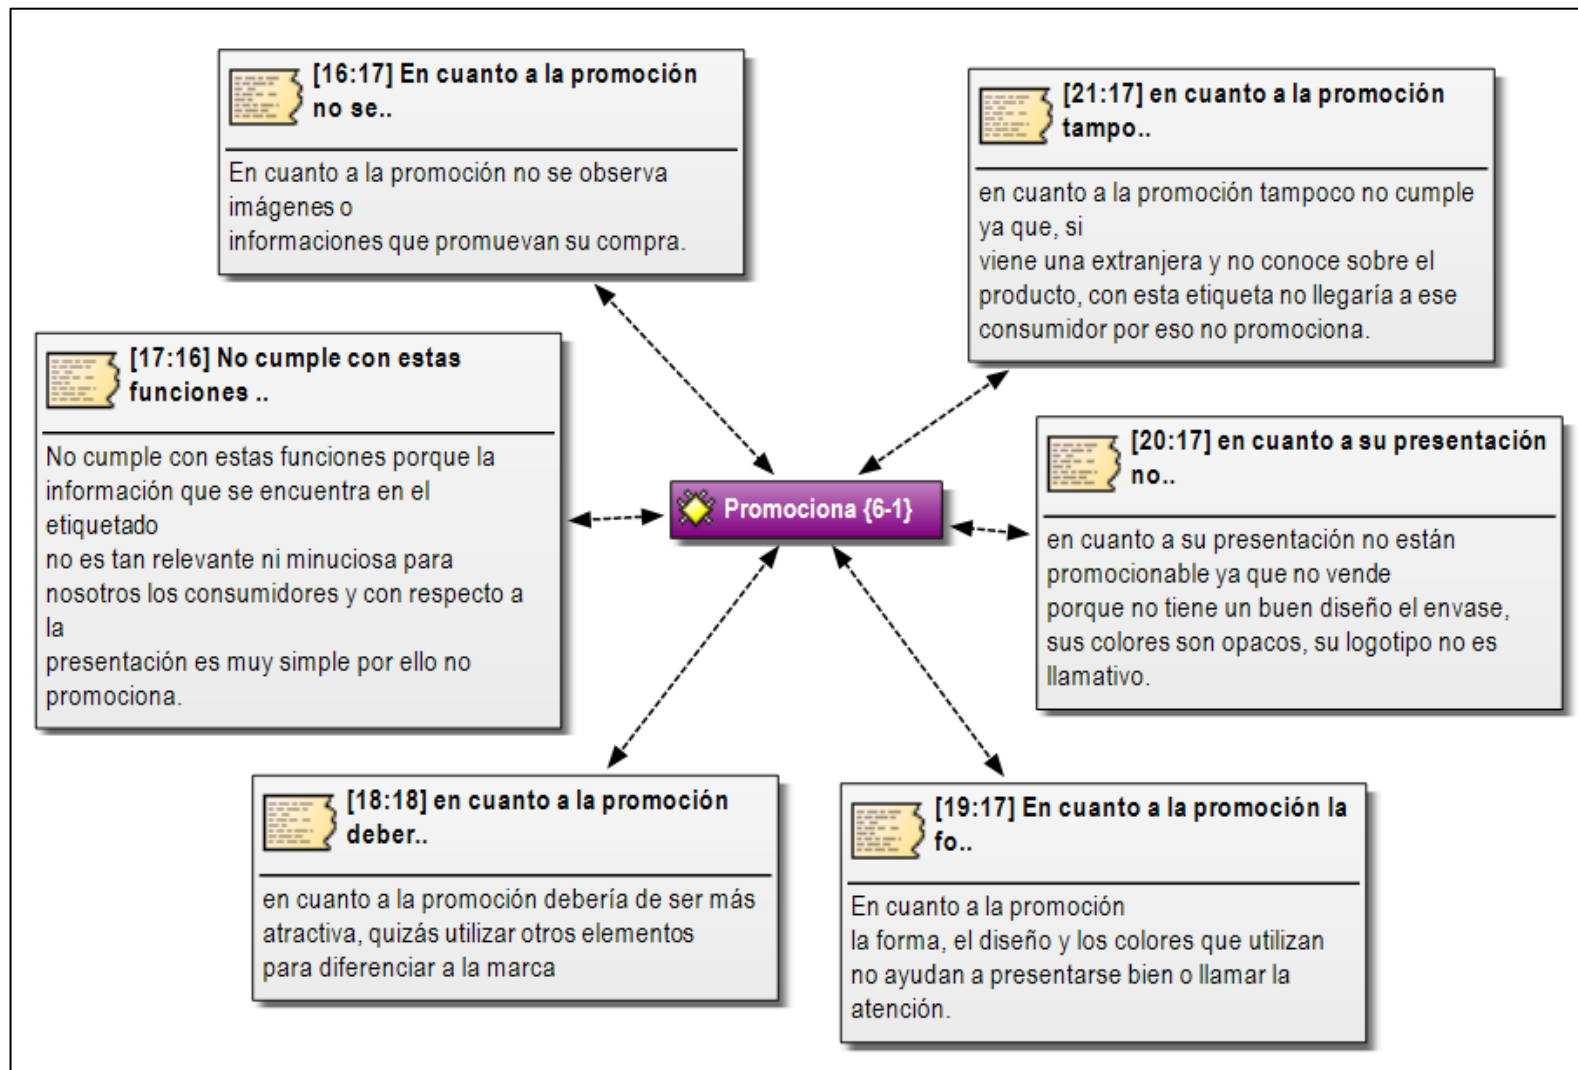 [16:17] En cuanto a la promoción
no se..
En cuanto a la promoción no se observa
imágenes o
informaciones que promuevan su compra.
[21:17] en cuanto a la promoción
tampo..
en cuanto a la promoción tampoco no cumple
ya que, si
viene una extranjera y no conoce sobre el
producto, con esta etiqueta no llegaría a ese
consumidor por eso no promociona.
[17:16] No cumple con estas
funciones ..
No cumple con estas funciones porque la
información que se encuentra en el
etiquetado
no es tan relevante ni minuciosa para
nosotros los consumidores y con respecto a
la
presentación es muy simple por ello no
promociona.
Promociona {6-1}
[20:17] en cuanto a su presentación
no..
en cuanto a su presentación no están
promocionable ya que no vende
porque no tiene un buen diseño el envase,
sus colores son opacos, su logotipo no es
llamativo.
[18:18] en cuanto a la promoción
deber..
en cuanto a la promoción debería de ser más
atractiva, quizás utilizar otros elementos
para diferenciar a la marca
[19:17] En cuanto a la promoción la
fo..
En cuanto a la promoción
la forma, el diseño y los colores que utilizan
no ayudan a presentarse bien o llamar la
atención.